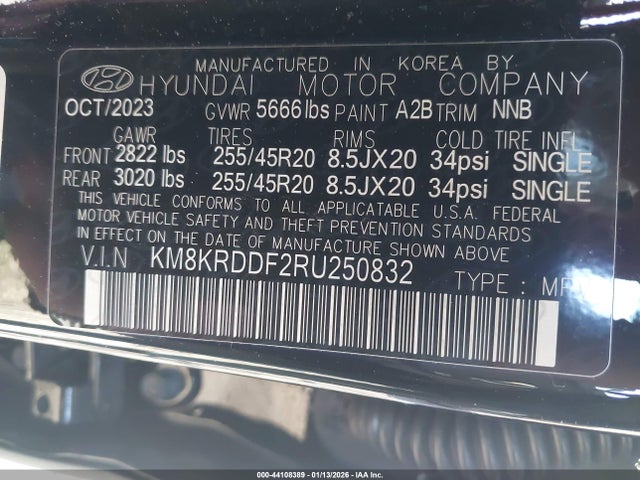 MANUFACTURED IN KOREA BY
HYUNDAI MOTOR COMPANY
OCT/2023 GVWR 5666 lbs PAINT A2B TRIM NNB
GAWR TIRES RIMS COLD TIRE INFL.
FRONT 2822 lbs 255/45R20 8.5JX20 34psi SINGLE
REAR 3020 lbs 255/45R20 8.5JX20 34psi SINGLE
THIS VEHICLE CONFORMS TO ALL APPLICATABLE U.S.A. FEDERAL
MOTOR VEHICLE SAFETY AND THEFT PREVENTION STANDARDS
IN EFFECT ON THE DATE OF MANUFACTURE SHOWN ABOVE
V.I.N KM8KRDDF2RU250832 TYPE :
000-44108389 - 01/13/2026 - IAA Inc.